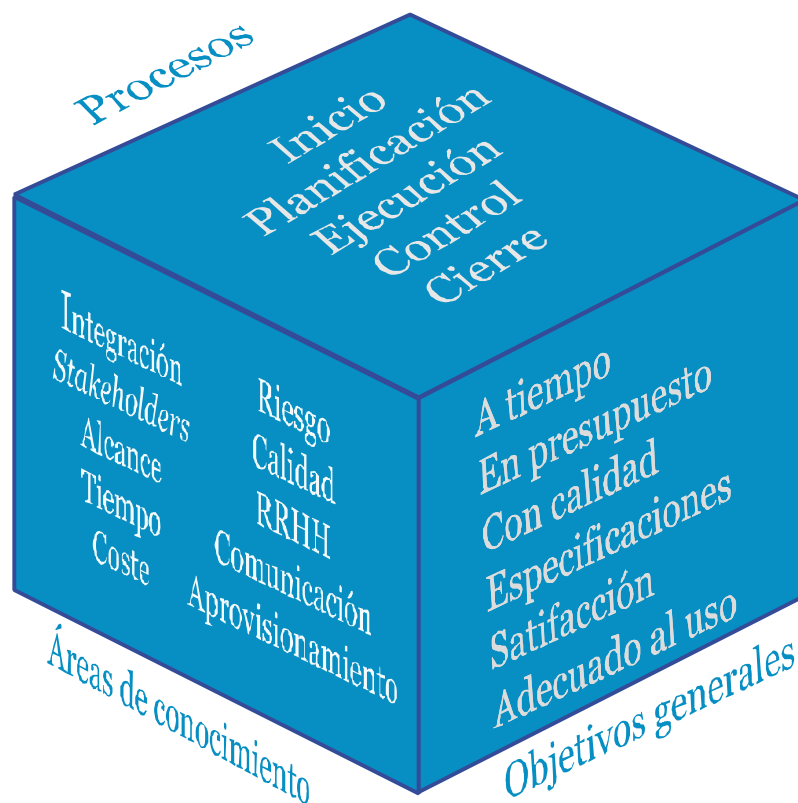 Procesos
Inicio
Planificación
Ejecución
Control
Cierre
Integración
Stakeholders
Alcance
Tiempo
Coste
Riesgo
Calidad
RRHH
Comunicación
Aprovisionamiento
Áreas de conocimiento
A tiempo
En presupuesto
Con calidad
Especificaciones
Satifacción
Adecuado al uso
Objetivos generales